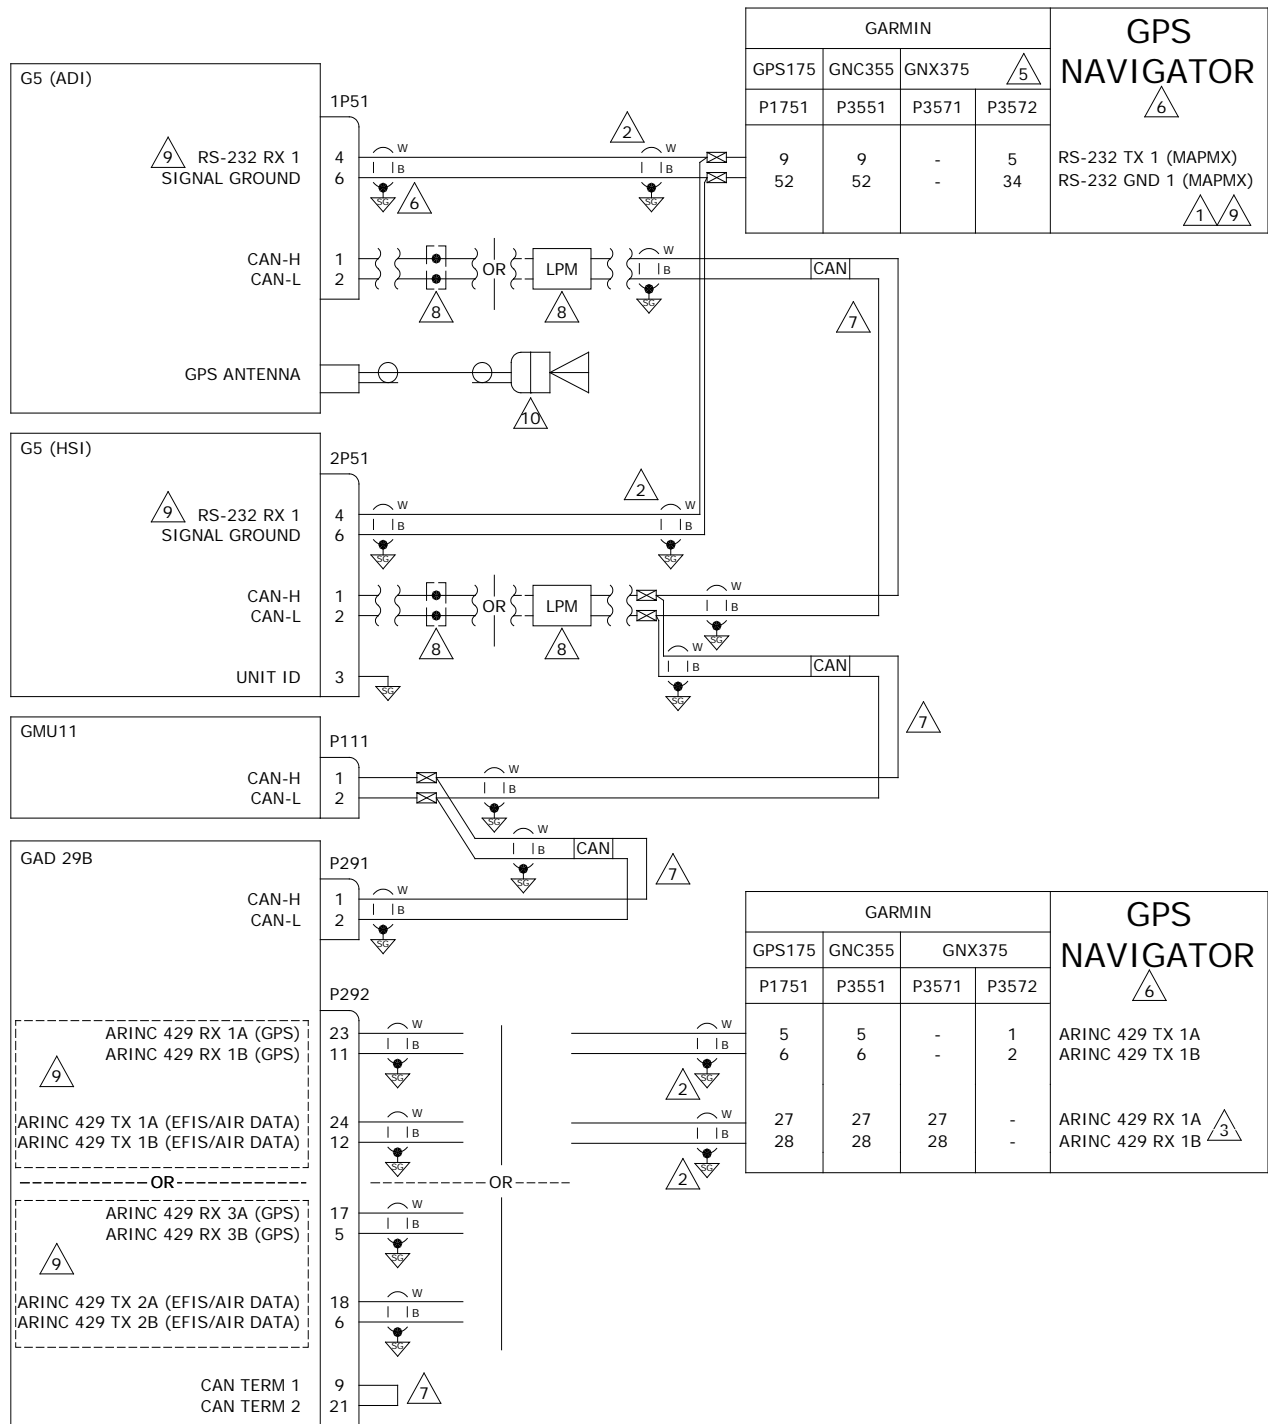 GARMIN
GPS NAVIGATOR
6
GPS175 GNC355 GNX375 5
P1751 P3551 P3571 P3572
9 9 - 5 RS-232 TX 1 (MAPMX)
52 52 - 34 RS-232 GND 1 (MAPMX)
1 9
G5 (ADI)
1P51
2
9 RS-232 RX 1 4 W W
SIGNAL GROUND 6 B B
SG 6 SG
CAN-H 1 W
OR LPM CAN
CAN-L 2 B
8 8 SG 7
GPS ANTENNA
10
G5 (HSI)
2P51
2
9 RS-232 RX 1 4 W W
SIGNAL GROUND 6 B B
SG SG
CAN-H 1 W
OR LPM
CAN-L 2 B
8 8 SG
W
CAN
B
UNIT ID 3 SG SG
7
GMU11
P111
CAN-H 1 W
CAN-L 2 B
SG
W
B CAN
SG 7
GAD 29B
P291
CAN-H 1 W
CAN-L 2 B
SG
GARMIN
GPS NAVIGATOR
6
GPS175 GNC355 GNX375
P1751 P3551 P3571 P3572
P292
ARINC 429 RX 1A (GPS) 23 W W 5 5 - 1 ARINC 429 TX 1A
ARINC 429 RX 1B (GPS) 11 B B 6 6 - 2 ARINC 429 TX 1B
9 SG 2 SG
ARINC 429 TX 1A (EFIS/AIR DATA) 24 W W 27 27 27 - ARINC 429 RX 1A
ARINC 429 TX 1B (EFIS/AIR DATA) 12 B B 28 28 28 - ARINC 429 RX 1B 3
SG 2 SG
OR OR
ARINC 429 RX 3A (GPS) 17 W
ARINC 429 RX 3B (GPS) 5 B
9 SG
ARINC 429 TX 2A (EFIS/AIR DATA) 18 W
ARINC 429 TX 2B (EFIS/AIR DATA) 6 B
SG
CAN TERM 1 9
7
CAN TERM 2 21